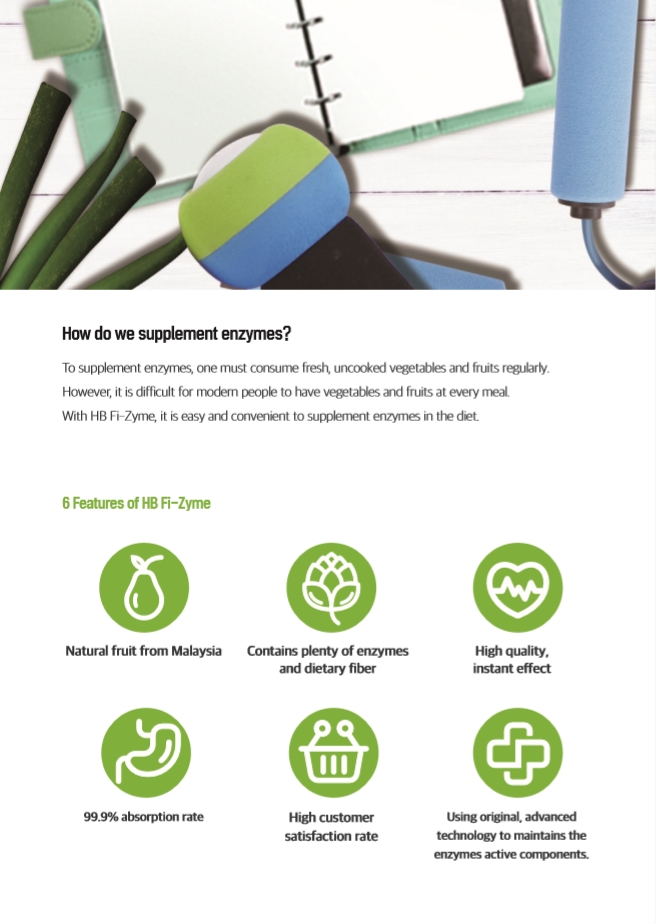 How do we supplement enzymes?
To supplement enzymes, one must consume fresh, uncooked vegetables and fruits regularly.
However, it is difficult for modern people to have vegetables and fruits at every meal.
With HB Fi-Zyme, it is easy and convenient to supplement enzymes in the diet.
6 Features of HB Fi-Zyme
Natural fruit from Malaysia
Contains plenty of enzymes
and dietary fiber
High quality,
instant effect
99.9% absorption rate
High customer
satisfaction rate
Using original, advanced
technology to maintains the
enzymes active components.